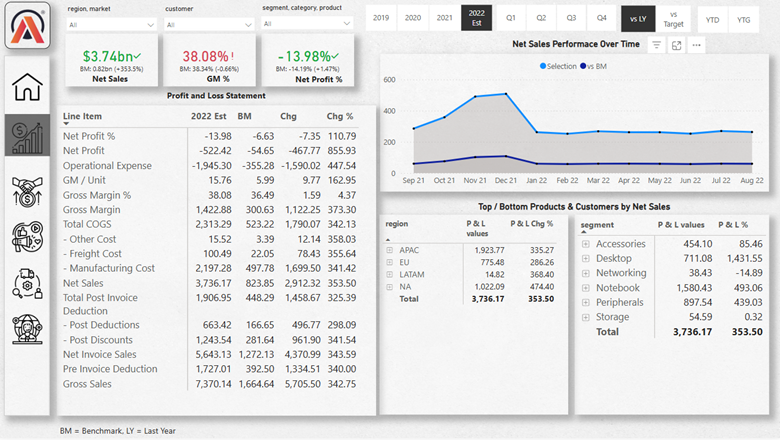 region, market
All
customer
All
segment, category, product
All
2019 2020 2021 2022 Est
Q1 Q2 Q3 Q4
vs LY
vs Target
YTD YTG
$3.74bn
BM: 0.82bn (+353.5%)
Net Sales
38.08%!
BM: 38.34% (-0.66%)
GM %
-13.98%
BM: -14.19% (+1.47%)
Net Profit %
Net Sales Performace Over Time
Selection vs BM
600
400
200
0
Sep 21 Oct 21 Nov 21 Dec 21 Jan 22 Feb 22 Mar 22 Apr 22 May 22 Jun 22 Jul 22 Aug 22
Profit and Loss Statement
Line Item 2022 Est BM Chg Chg %
Net Profit % -13.98 -6.63 -7.35 110.79
Net Profit -522.42 -54.65 -467.77 855.93
Operational Expense -1,945.30 -355.28 -1,590.02 447.54
GM / Unit 15.76 5.99 9.77 162.95
Gross Margin % 38.08 36.49 1.59 4.37
Gross Margin 1,422.88 300.63 1,122.25 373.30
Total COGS 2,313.29 523.22 1,790.07 342.13
- Other Cost 15.52 3.39 12.14 358.03
- Freight Cost 100.49 22.05 78.43 355.64
- Manufacturing Cost 2,197.28 497.78 1,699.50 341.42
Net Sales 3,736.17 823.85 2,912.32 353.50
Total Post Invoice Deduction 1,906.95 448.29 1,458.67 325.39
- Post Deductions 663.42 166.65 496.77 298.09
- Post Discounts 1,243.54 281.64 961.90 341.54
Net Invoice Sales 5,643.13 1,272.13 4,370.99 343.59
Pre Invoice Deduction 1,727.01 392.50 1,334.51 340.00
Gross Sales 7,370.14 1,664.64 5,705.50 342.75
Top / Bottom Products & Customers by Net Sales
region P & L values P & L Chg %
APAC 1,923.77 335.27
EU 775.48 286.26
LATAM 14.82 368.40
NA 1,022.09 474.40
Total 3,736.17 353.50
segment P & L values P & L %
Accessories 454.10 85.46
Desktop 711.08 1,431.55
Networking 38.43 -14.89
Notebook 1,580.43 493.06
Peripherals 897.54 439.03
Storage 54.59 0.32
Total 3,736.17 353.50
BM = Benchmark, LY = Last Year